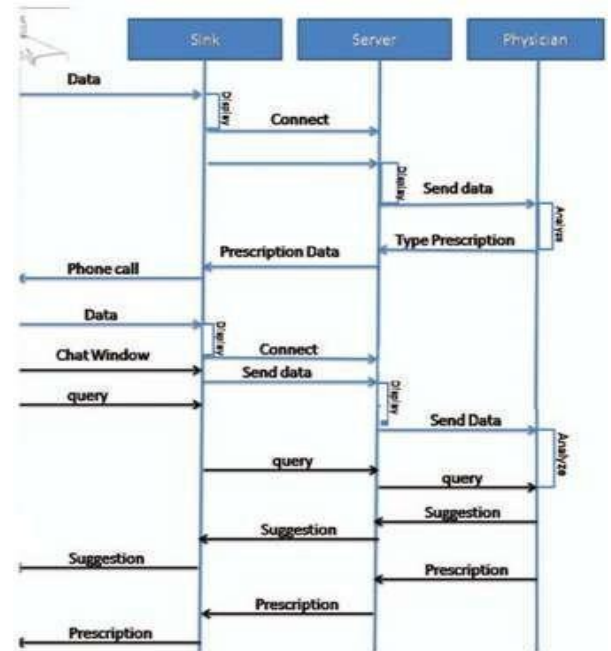 Sink Server Physician
Data
Display
Connect
Display
Send data
Analyze
Type Prescription
Prescription Data
Phone call
Data
Display
Chat Window
Connect
Send data
query
Display
Send Data
Analyze
query
query
Suggestion
Suggestion
Suggestion
Prescription
Prescription
Prescription